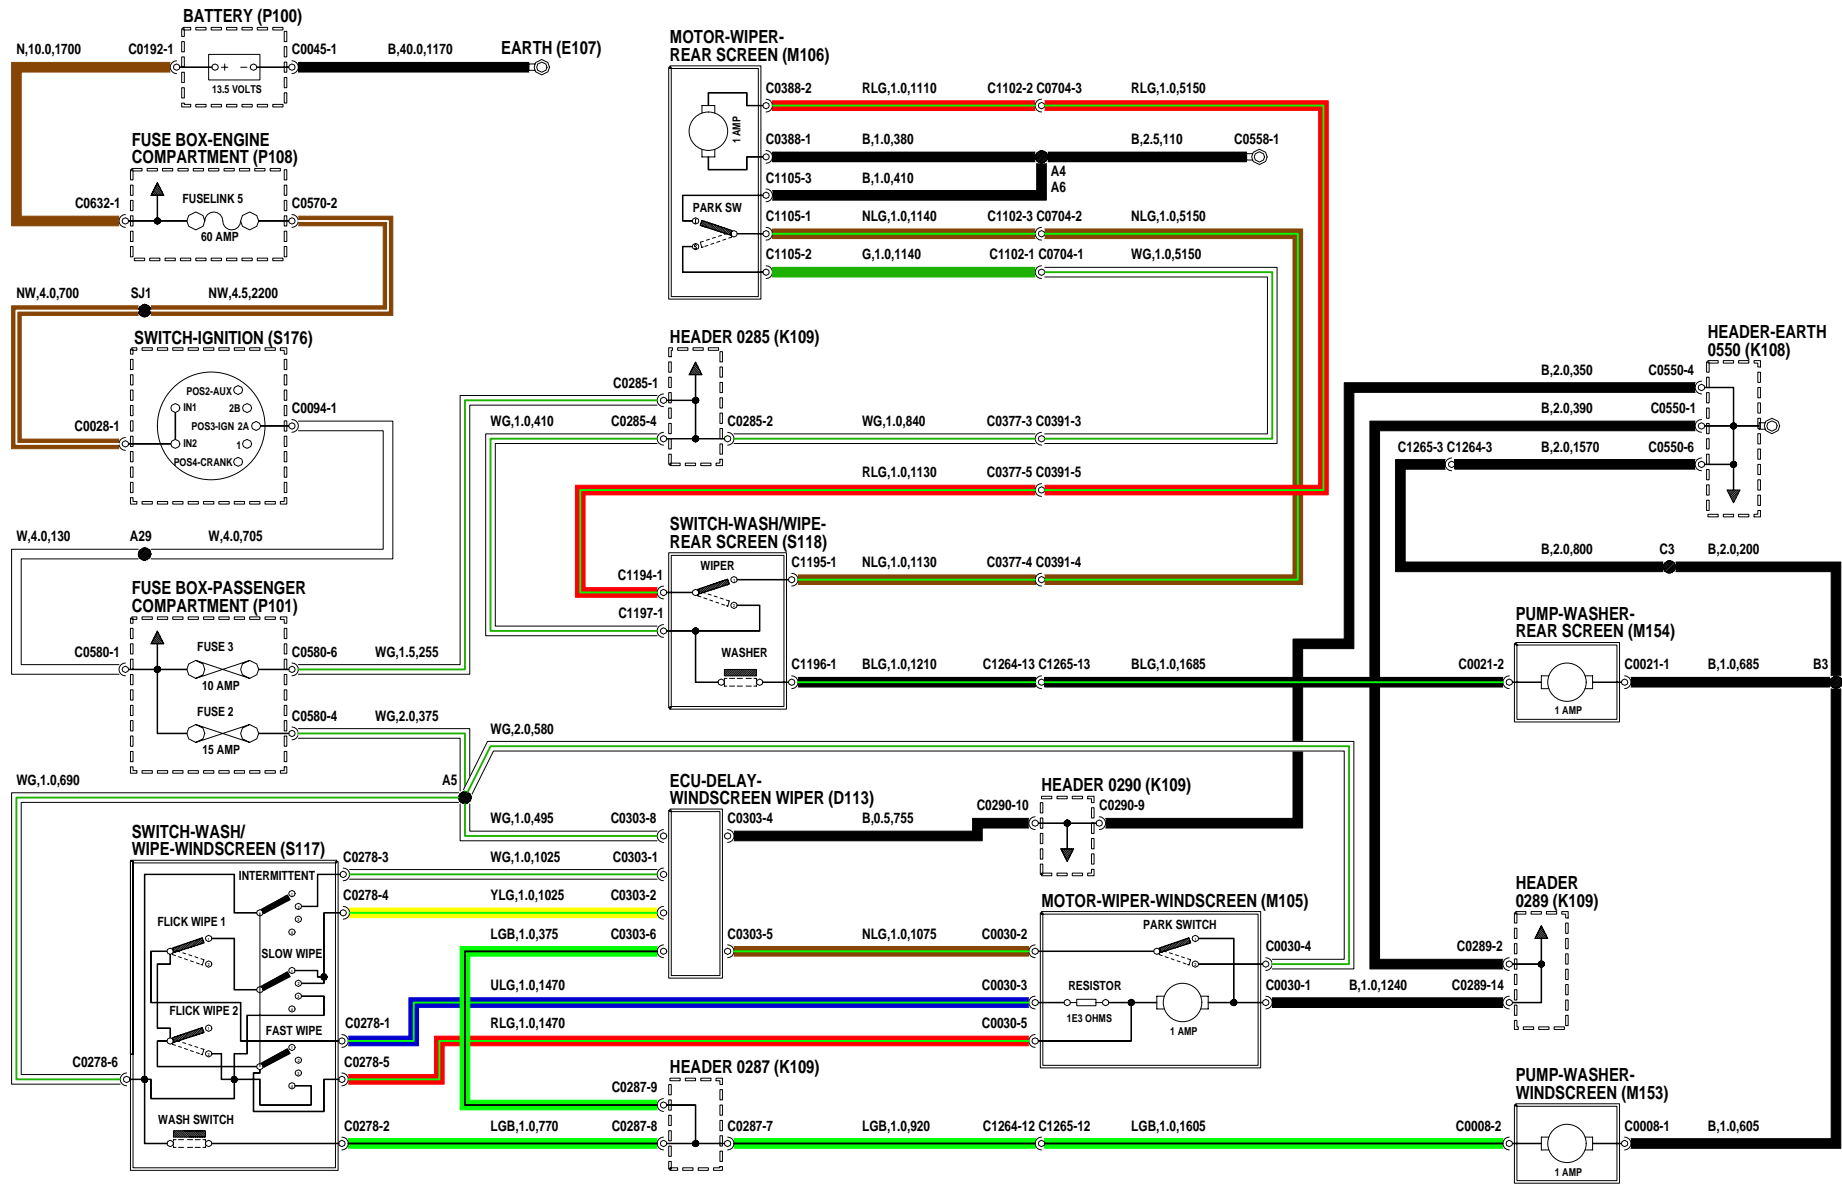 BATTERY (P100)
N,10.0,1700
C0192-1
C0045-1
B,40.0,1170
EARTH (E107)
+ -
13.5 VOLTS
FUSE BOX-ENGINE
COMPARTMENT (P108)
C0632-1
FUSELINK 5
60 AMP
C0570-2
NW,4.0,700
SJ1
NW,4.5,2200
SWITCH-IGNITION (S176)
POS2-AUX
IN1
2B
POS3-IGN 2A
IN2
1
POS4-CRANK
C0028-1
C0094-1
W,4.0,130
A29
W,4.0,705
FUSE BOX-PASSENGER
COMPARTMENT (P101)
C0580-1
FUSE 3
10 AMP
C0580-6
WG,1.5,255
FUSE 2
15 AMP
C0580-4
WG,2.0,375
WG,2.0,580
WG,1.0,690
A5
SWITCH-WASH/
WIPE-WINDSCREEN (S117)
INTERMITTENT
FLICK WIPE 1
SLOW WIPE
FLICK WIPE 2
FAST WIPE
WASH SWITCH
C0278-6
C0278-3
C0278-4
C0278-1
C0278-5
C0278-2
WG,1.0,495
C0303-8
WG,1.0,1025
C0303-1
YLG,1.0,1025
C0303-2
LGB,1.0,375
C0303-6
ULG,1.0,1470
RLG,1.0,1470
LGB,1.0,770
C0287-8
MOTOR-WIPER-
REAR SCREEN (M106)
1 AMP
PARK SW
C0388-2
RLG,1.0,1110
C1102-2 C0704-3
RLG,1.0,5150
C0388-1
B,1.0,380
B,2.5,110
C0558-1
A4
A6
C1105-3
B,1.0,410
C1105-1
NLG,1.0,1140
C1102-3 C0704-2
NLG,1.0,5150
C1105-2
G,1.0,1140
C1102-1 C0704-1
WG,1.0,5150
HEADER 0285 (K109)
C0285-1
WG,1.0,410
C0285-4
C0285-2
WG,1.0,840
C0377-3 C0391-3
RLG,1.0,1130
C0377-5 C0391-5
SWITCH-WASH/WIPE-
REAR SCREEN (S118)
WIPER
WASHER
C1194-1
C1197-1
C1195-1
NLG,1.0,1130
C0377-4 C0391-4
C1196-1
BLG,1.0,1210
C1264-13 C1265-13
BLG,1.0,1685
ECU-DELAY-
WINDSCREEN WIPER (D113)
C0303-4
B,0.5,755
C0303-5
NLG,1.0,1075
HEADER 0290 (K109)
C0290-10
C0290-9
MOTOR-WIPER-WINDSCREEN (M105)
PARK SWITCH
C0030-2
C0030-4
RESISTOR
1E3 OHMS
1 AMP
C0030-3
C0030-5
C0030-1
B,1.0,1240
HEADER 0287 (K109)
C0287-9
C0287-7
LGB,1.0,920
C1264-12 C1265-12
LGB,1.0,1605
HEADER-EARTH
0550 (K108)
B,2.0,350
C0550-4
B,2.0,390
C0550-1
C1265-3 C1264-3
B,2.0,1570
C0550-6
B,2.0,800
C3
B,2.0,200
PUMP-WASHER-
REAR SCREEN (M154)
C0021-2
C0021-1
B,1.0,685
B3
1 AMP
HEADER
0289 (K109)
C0289-2
C0289-14
PUMP-WASHER-
WINDSCREEN (M153)
C0008-2
C0008-1
B,1.0,605
1 AMP